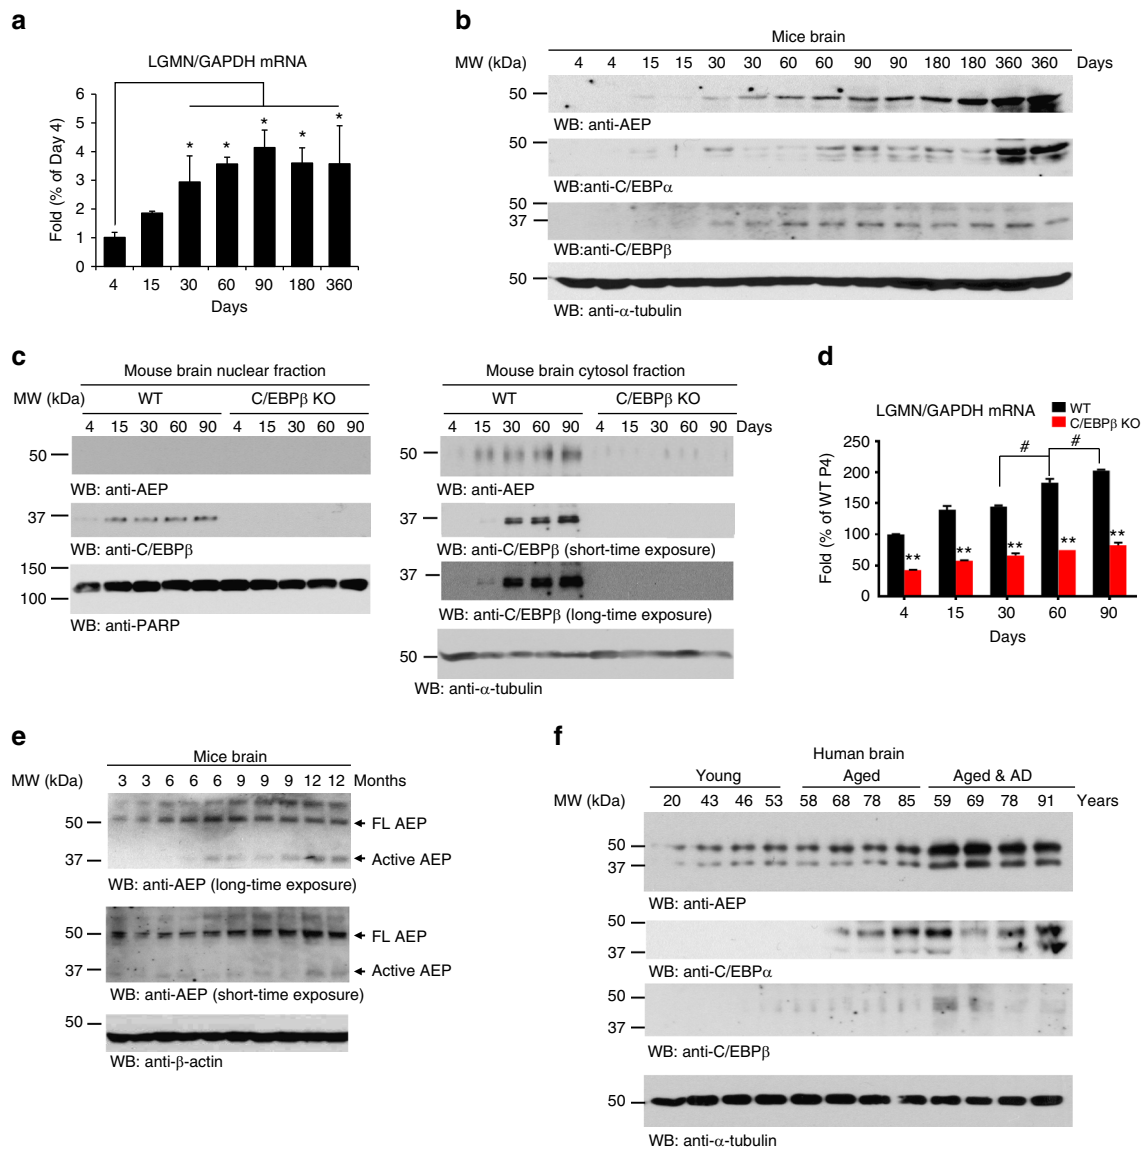 a
LGMN/GAPDH mRNA
Fold (% of Day 4)
6
5
4
3
2
1
0
* * * * *
4 15 30 60 90 180 360
Days
b
Mice brain
MW (kDa) 4 4 15 15 30 30 60 60 90 90 180 180 360 360 Days
50
WB: anti-AEP
50
WB:anti-C/EBPα
50
37
WB:anti-C/EBPβ
50
WB: anti-α-tubulin
c
Mouse brain nuclear fraction
MW (kDa) WT C/EBPβ KO
4 15 30 60 90 4 15 30 60 90
50
WB: anti-AEP
37
WB: anti-C/EBPβ
150
100
WB: anti-PARP
Mouse brain cytosol fraction
WT C/EBPβ KO
4 15 30 60 90 4 15 30 60 90 Days
50
WB: anti-AEP
37
WB: anti-C/EBPβ (short-time exposure)
37
WB: anti-C/EBPβ (long-time exposure)
50
WB: anti-α-tubulin
d
LGMN/GAPDH mRNA
WT
C/EBPβ KO
Fold (% of WT P4)
250
200
150
100
50
0
# #
** ** ** ** **
4 15 30 60 90
Days
e
Mice brain
MW (kDa) 3 3 6 6 6 9 9 9 12 12 Months
50 FL AEP
37 Active AEP
WB: anti-AEP (long-time exposure)
50 FL AEP
37 Active AEP
WB: anti-AEP (short-time exposure)
50
WB: anti-β-actin
f
Human brain
Young Aged Aged & AD
MW (kDa) 20 43 46 53 58 68 78 85 59 69 78 91 Years
50
37
WB: anti-AEP
50
37
WB: anti-C/EBPα
50
37
WB: anti-C/EBPβ
50
WB: anti-α-tubulin